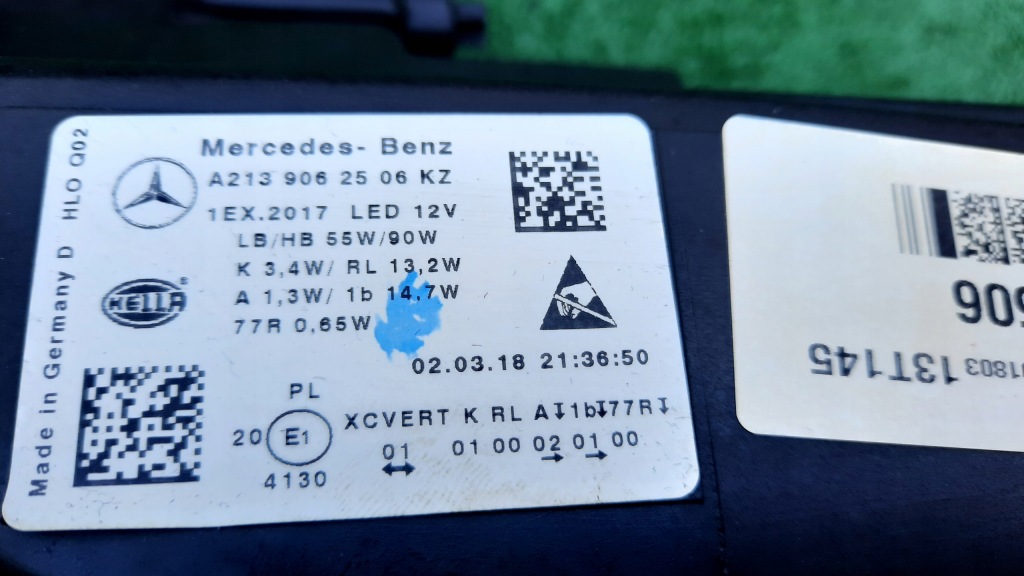 Made in Germany D HLO Q02
Mercedes- Benz
A213 906 25 06 KZ
1EX.2017 LED 12V
LB/HB 55W/90W
K 3,4W/ RL 13,2W
A 1,3W/ 1b 14,7W
77R 0,65W
HELLA
02.03.18 21:36:50
PL
XCVERT K RL A↧1b↧77R↧
20 E1 01 01 00 02 01 00
↔ → →
4130
606
01803 13T145